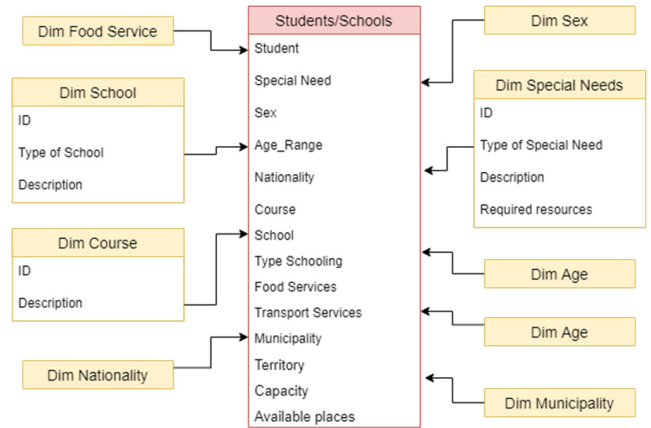 Dim Food Service
Dim School
ID
Type of School
Description
Dim Course
ID
Description
Dim Nationality
Students/Schools
Student
Special Need
Sex
Age_Range
Nationality
Course
School
Type Schooling
Food Services
Transport Services
Municipality
Territory
Capacity
Available places
Dim Sex
Dim Special Needs
ID
Type of Special Need
Description
Required resources
Dim Age
Dim Age
Dim Municipality